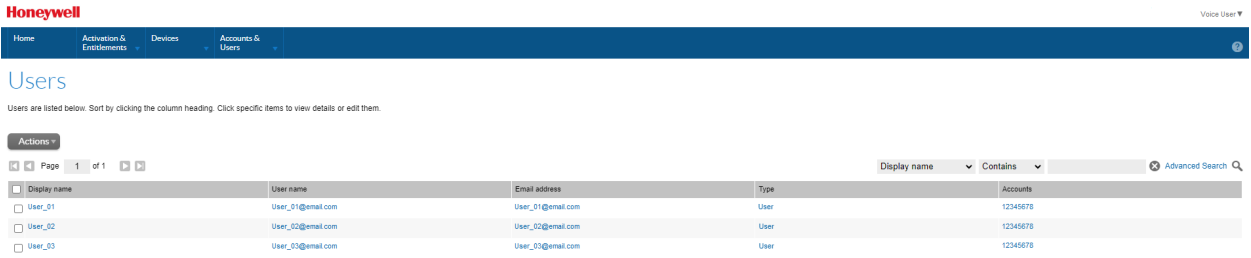 Honeywell
Voice User▼
Home Activation & Entitlements Devices Accounts & Users
Users
Users are listed below. Sort by clicking the column heading. Click specific items to view details or edit them.
Actions
Page 1 of 1 Display name Contains Advanced Search
Display name User name Email address Type Accounts
User_01 User_01@email.com User_01@email.com User 12345678
User_02 User_02@email.com User_02@email.com User 12345678
User_03 User_03@email.com User_03@email.com User 12345678